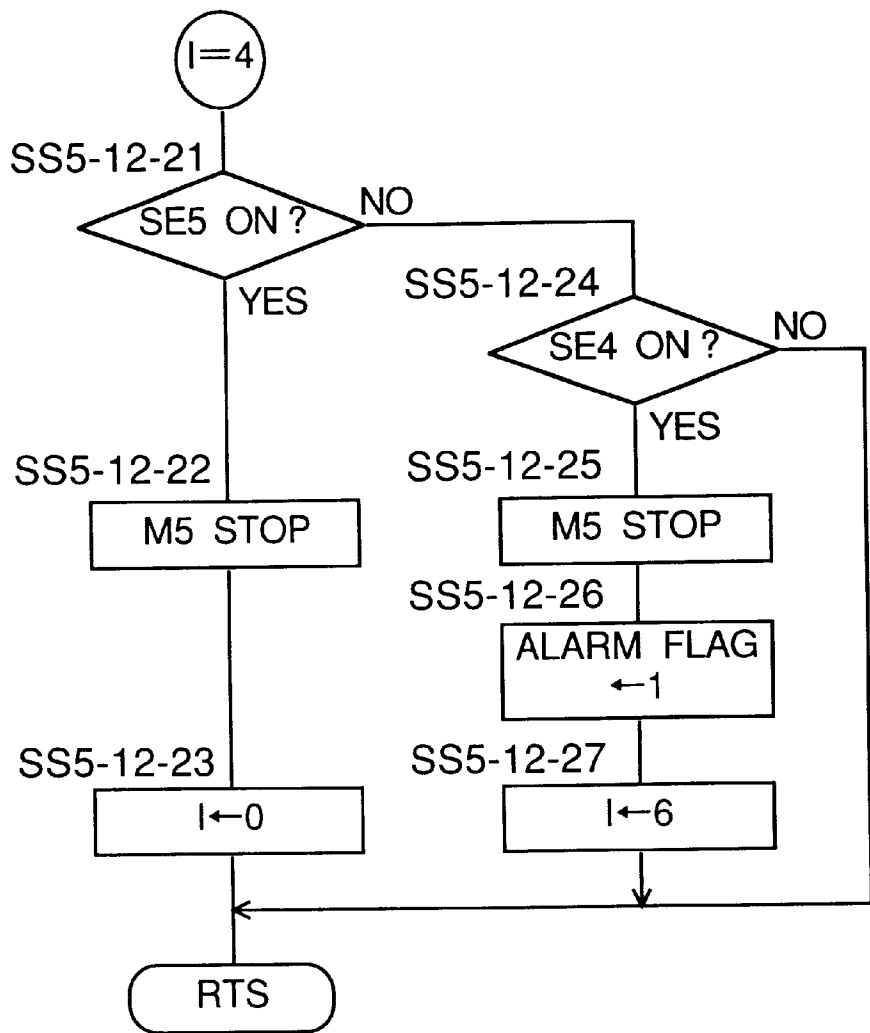 I=4
SS5-12-21
SE5 ON ?
NO
YES
SS5-12-24
SE4 ON ?
NO
YES
SS5-12-22
M5 STOP
SS5-12-25
M5 STOP
SS5-12-26
ALARM FLAG
←1
SS5-12-23
I←0
SS5-12-27
I←6
RTS